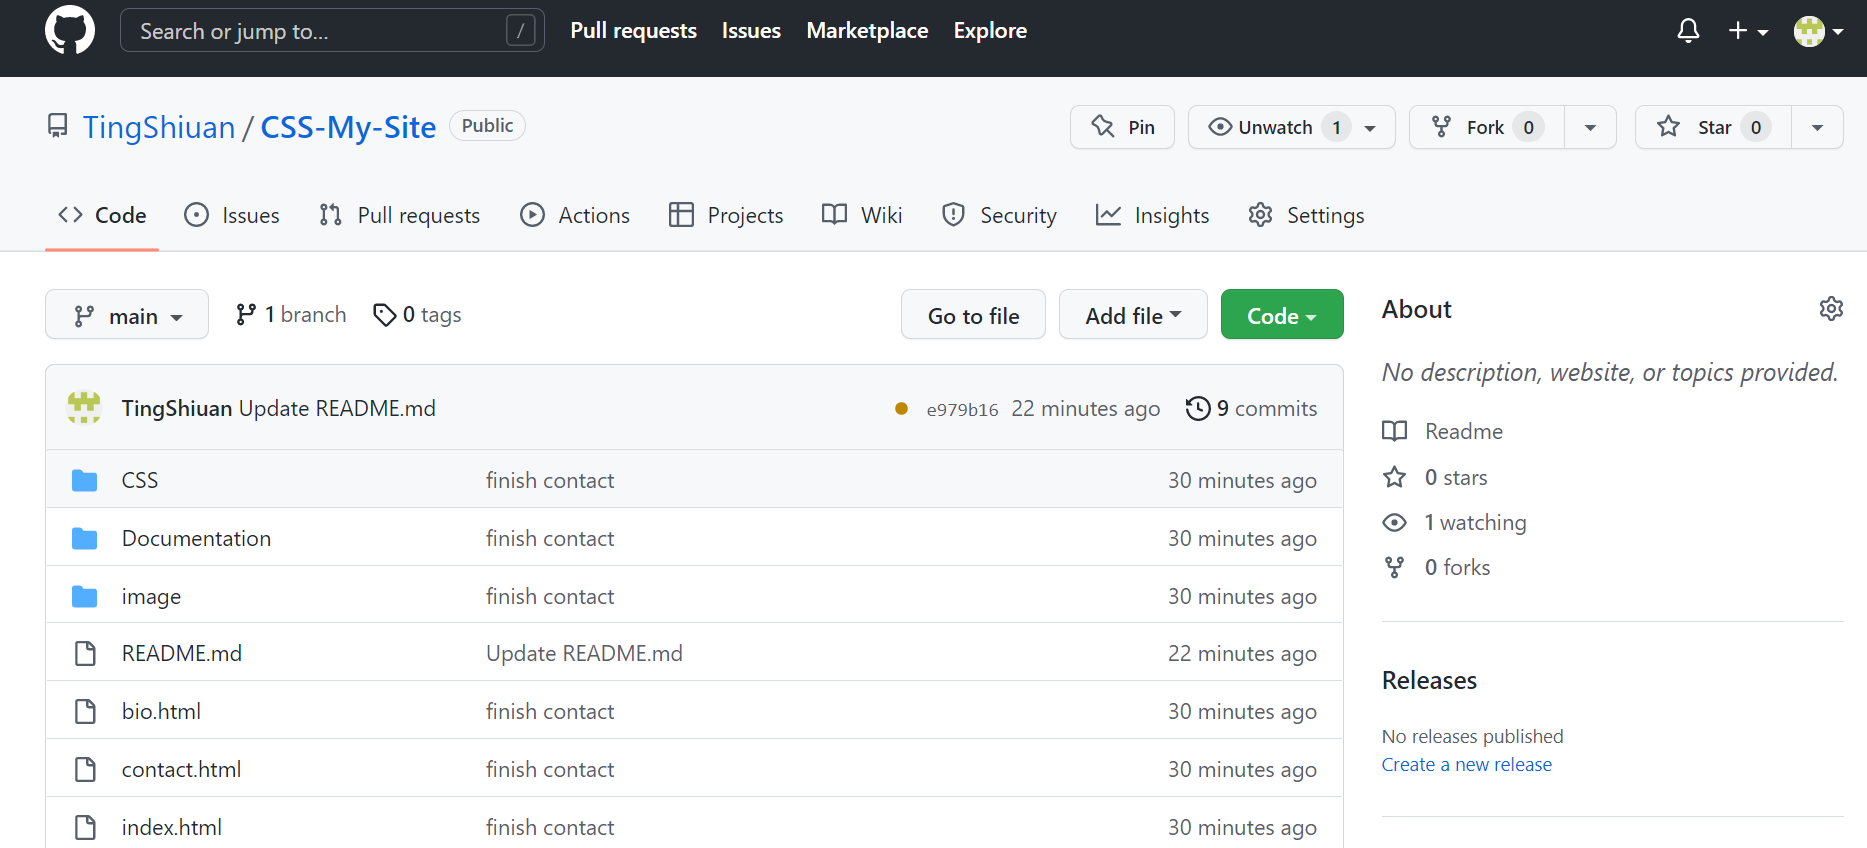 Search or jump to... / Pull requests Issues Marketplace Explore
TingShiuan / CSS-My-Site Public Pin Unwatch 1 Fork 0 Star 0
Code Issues Pull requests Actions Projects Wiki Security Insights Settings
main 1 branch 0 tags Go to file Add file Code
TingShiuan Update README.md e979b16 22 minutes ago 9 commits
CSS finish contact 30 minutes ago
Documentation finish contact 30 minutes ago
image finish contact 30 minutes ago
README.md Update README.md 22 minutes ago
bio.html finish contact 30 minutes ago
contact.html finish contact 30 minutes ago
index.html finish contact 30 minutes ago
About
No description, website, or topics provided.
Readme
0 stars
1 watching
0 forks
Releases
No releases published
Create a new release